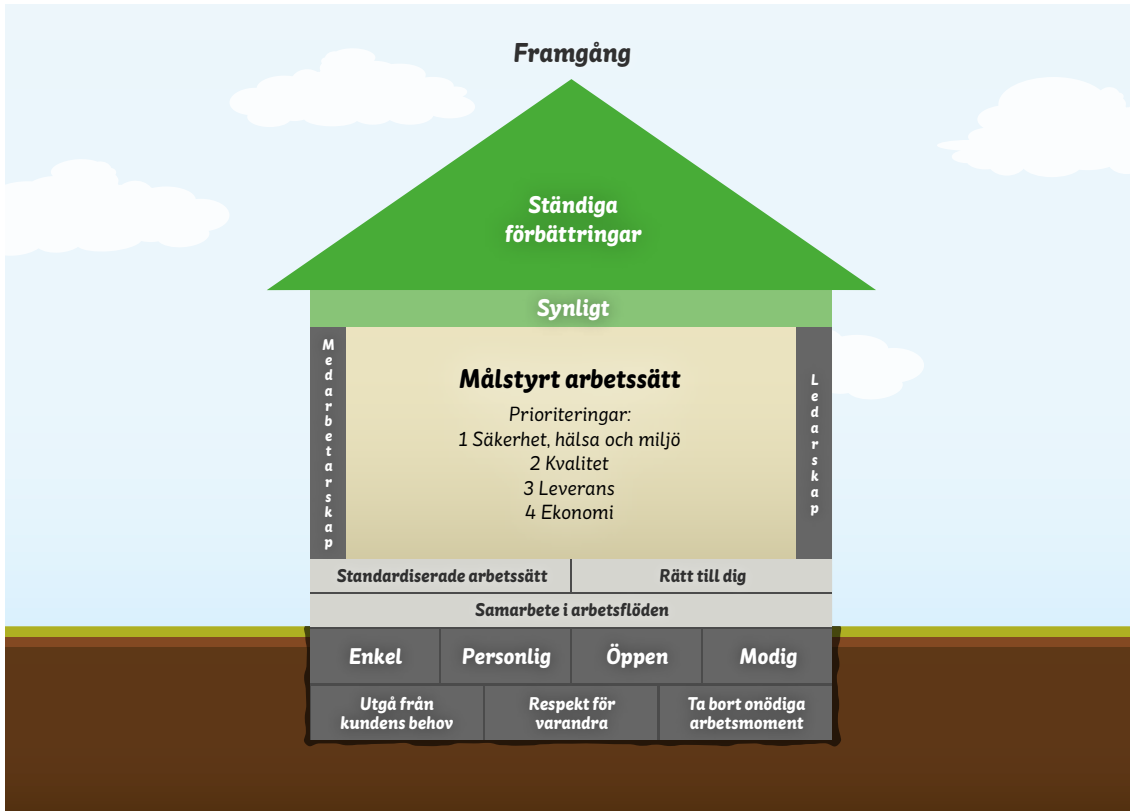 Framgång
Ständiga
förbättringar
Synligt
Medarbetarskap
Målstyrt arbetssätt
Prioriteringar:
1 Säkerhet, hälsa och miljö
2 Kvalitet
3 Leverans
4 Ekonomi
Ledarskap
Standardiserade arbetssätt
Rätt till dig
Samarbete i arbetsflöden
Enkel
Personlig
Öppen
Modig
Utgå från
kundens behov
Respekt för
varandra
Ta bort onödiga
arbetsmoment